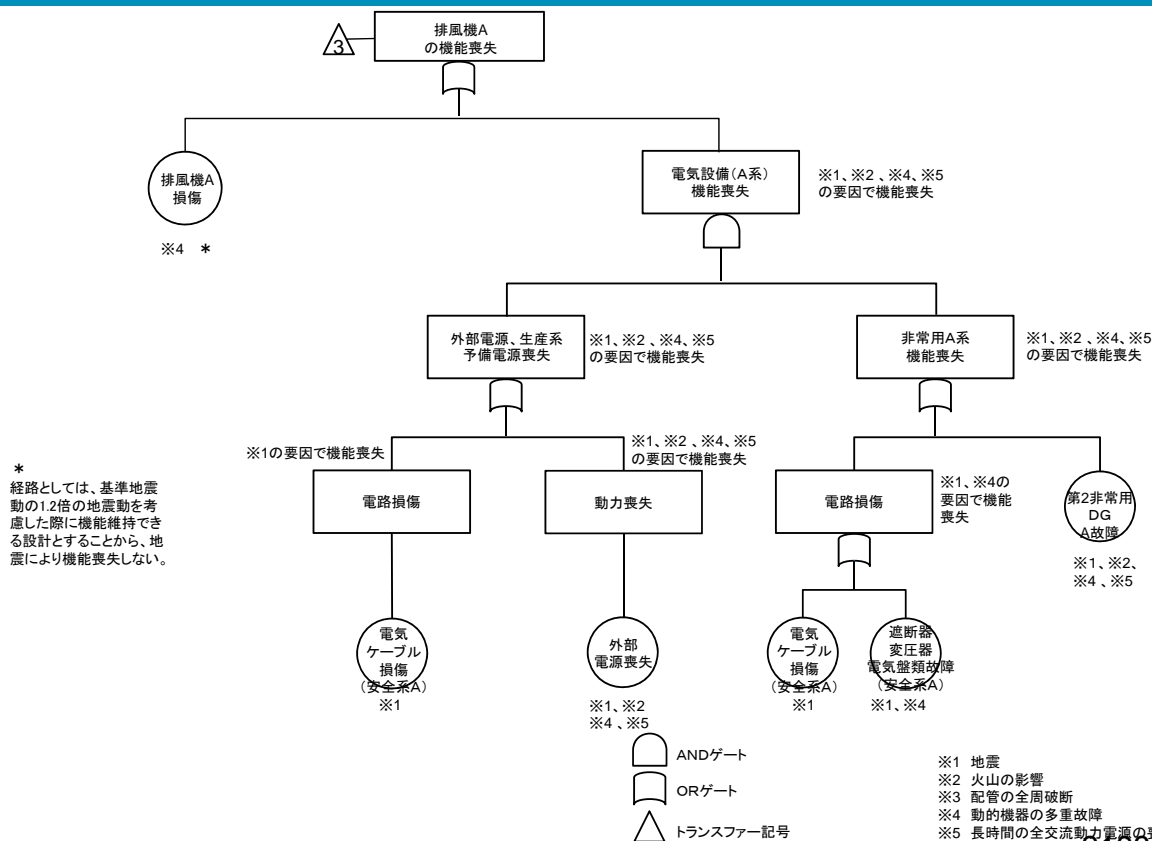 排風機A
の機能喪失
3
排風機A
損傷
※4 *
電気設備(A系)
機能喪失
※1、※2 、※4、※5
の要因で機能喪失
外部電源、生産系
予備電源喪失
※1、※2 、※4、※5
の要因で機能喪失
非常用A系
機能喪失
※1、※2 、※4、※5
の要因で機能喪失
※1の要因で機能喪失
電路損傷
※1、※2 、※4、※5
の要因で機能喪失
動力喪失
電路損傷
※1、※4の
要因で機能
喪失
第2非常用
DG
A故障
※1、※2、
※4 、※5
*
経路としては、基準地震
動の1.2倍の地震動を考
慮した際に機能維持でき
る設計とすることから、地
震により機能喪失しない。
電気
ケーブル
損傷
(安全系A)
※1
外部
電源喪失
※1、※2
※4 、※5
電気
ケーブル
損傷
(安全系A)
※1
遮断器
変圧器
電気盤類故障
(安全系A)
※1、※4
ANDゲート
ORゲート
トランスファー記号
※1 地震
※2 火山の影響
※3 配管の全周破断
※4 動的機器の多重故障
※5 長時間の全交流動力電源の